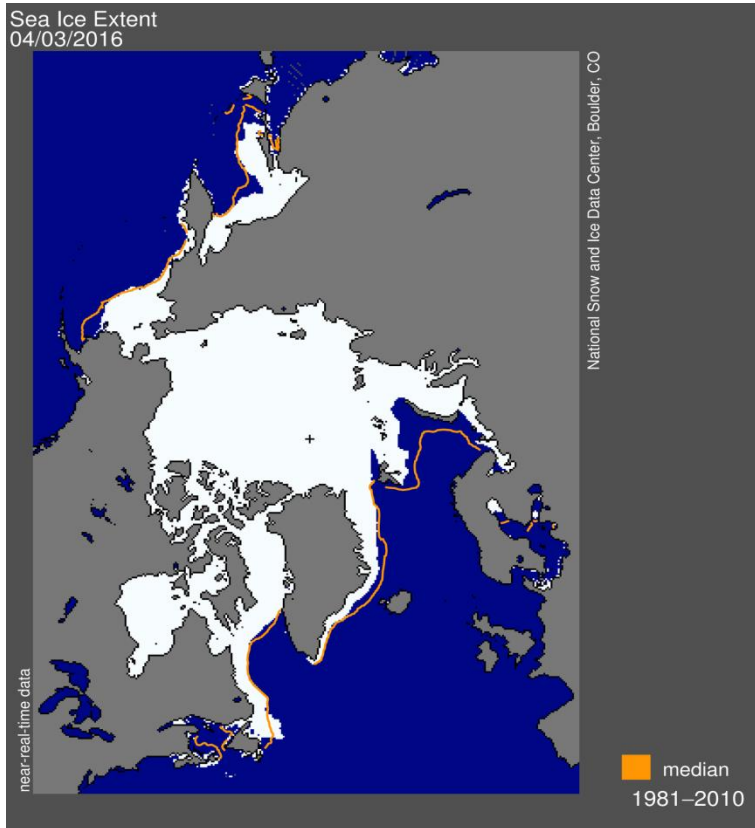 Sea Ice Extent
04/03/2016
National Snow and Ice Data Center, Boulder, CO
near-real-time data
median
1981–2010